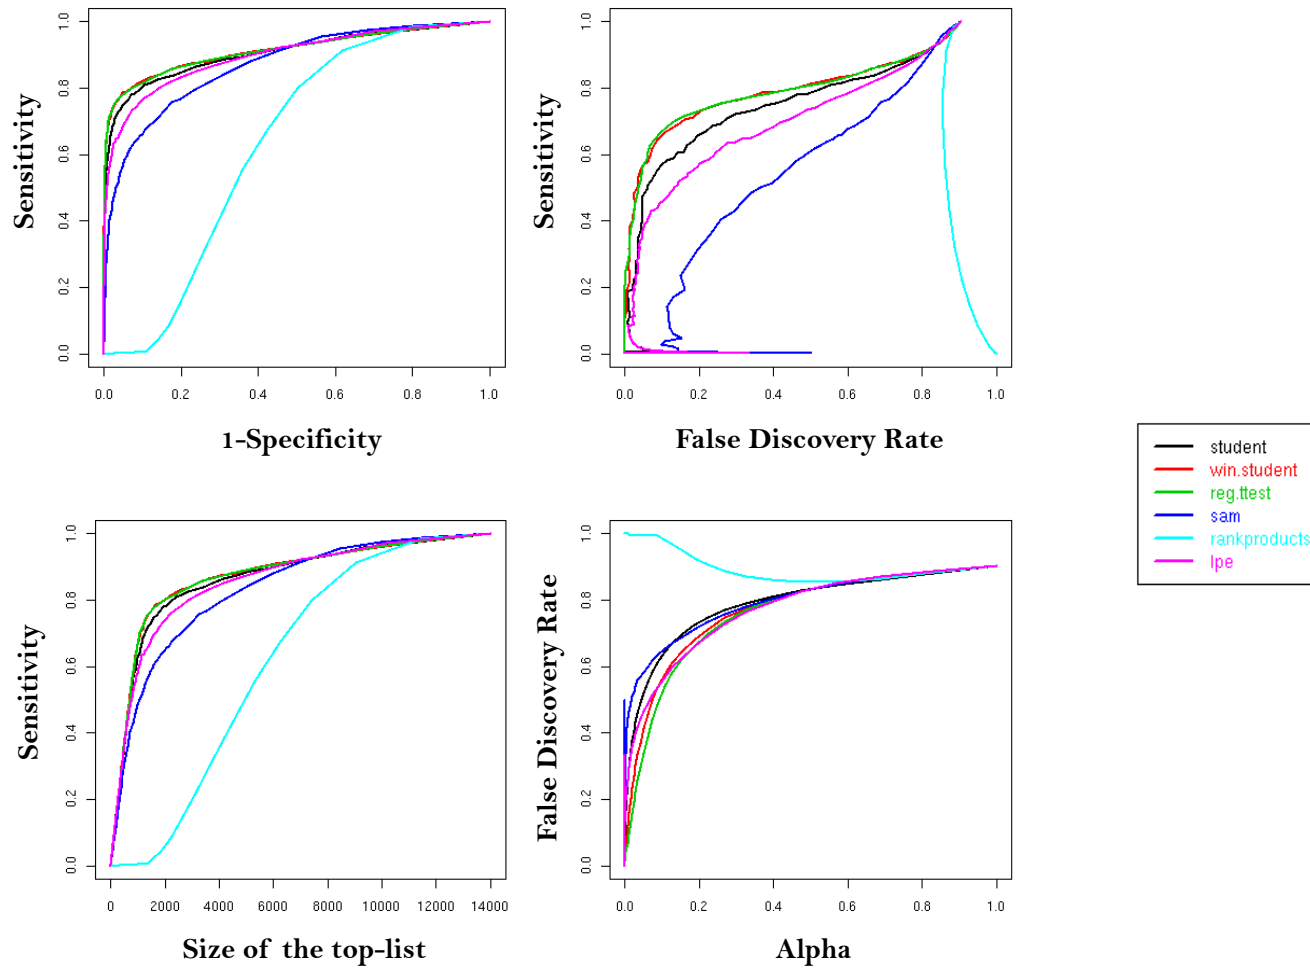 Sensitivity
0.0 0.2 0.4 0.6 0.8 1.0
0.0 0.2 0.4 0.6 0.8 1.0
1-Specificity
Sensitivity
0.0 0.2 0.4 0.6 0.8 1.0
0.0 0.2 0.4 0.6 0.8 1.0
False Discovery Rate
student
win.student
reg.ttest
sam
rankproducts
lpe
Sensitivity
0.0 0.2 0.4 0.6 0.8 1.0
0 2000 4000 6000 8000 10000 12000 14000
Size of the top-list
False Discovery Rate
0.0 0.2 0.4 0.6 0.8 1.0
0.0 0.2 0.4 0.6 0.8 1.0
Alpha